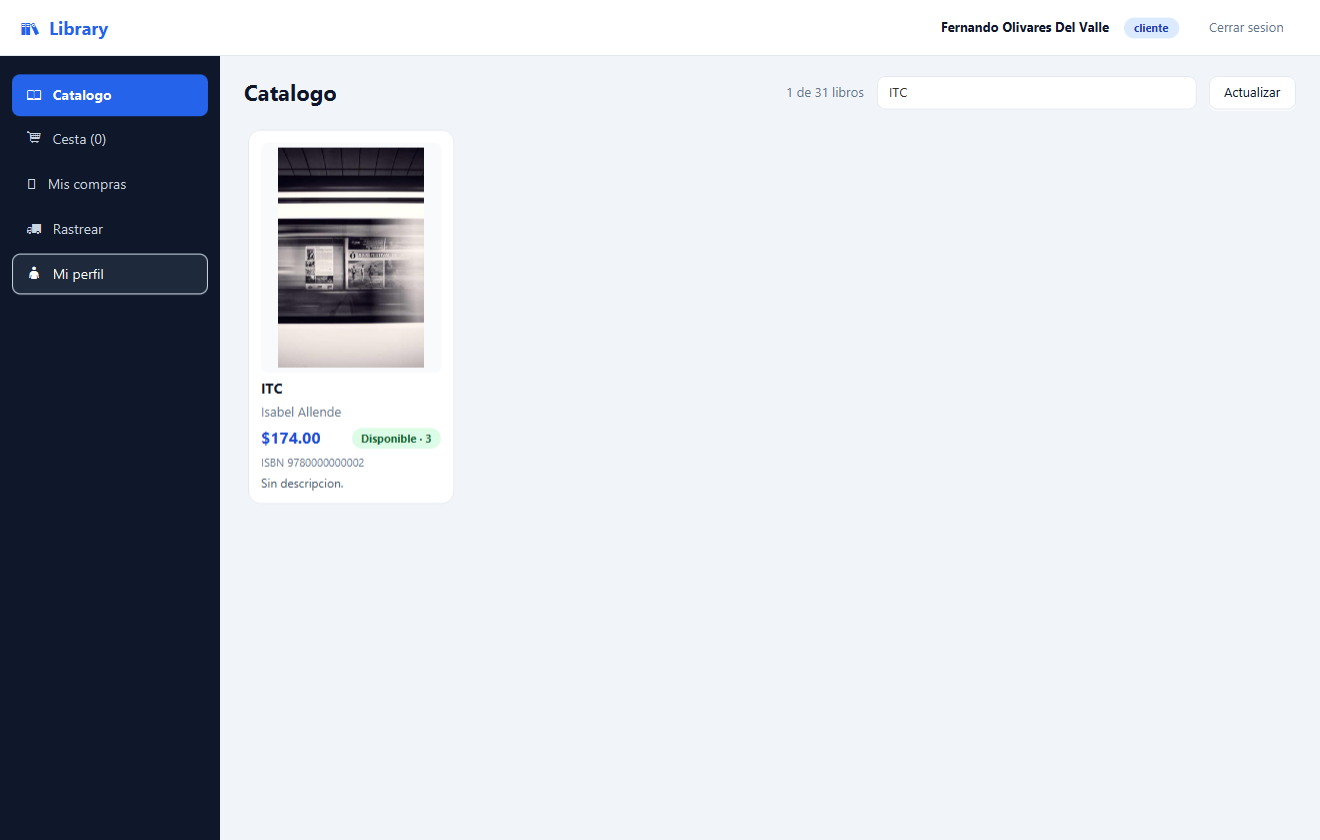 Library
Fernando Olivares Del Valle
cliente
Cerrar sesion
Catalogo
Cesta (0)
Mis compras
Rastrear
Mi perfil
Catalogo
1 de 31 libros
ITC
Actualizar
ITC
Isabel Allende
$174.00
Disponible · 3
ISBN 9780000000002
Sin descripcion.